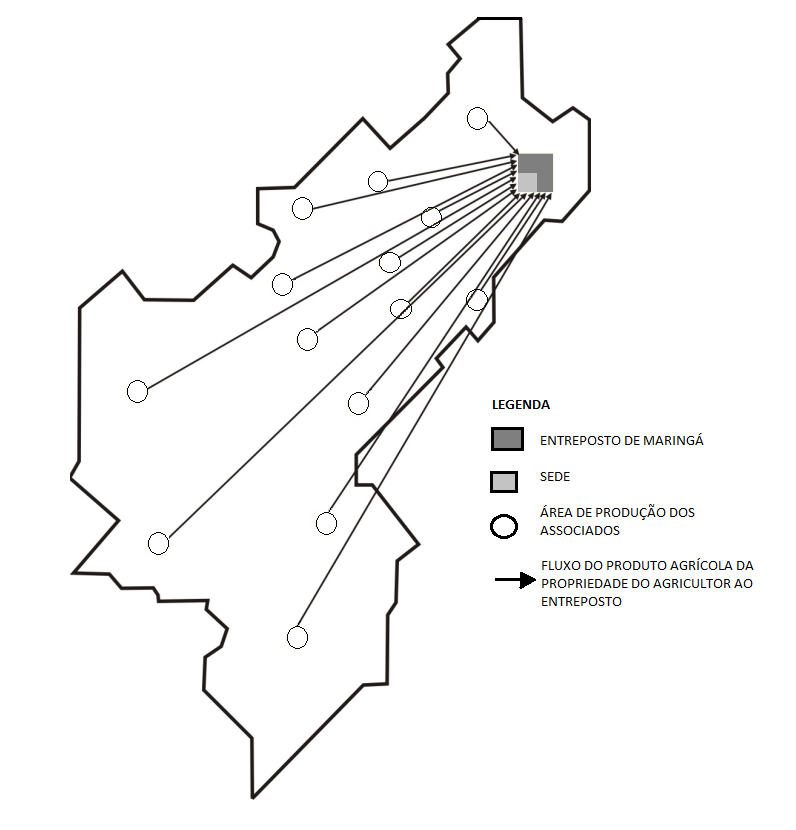 LEGENDA
ENTREPOSTO DE MARINGÁ
SEDE
ÁREA DE PRODUÇÃO DOS
ASSOCIADOS
FLUXO DO PRODUTO AGRÍCOLA DA
PROPRIEDADE DO AGRICULTOR AO
ENTREPOSTO